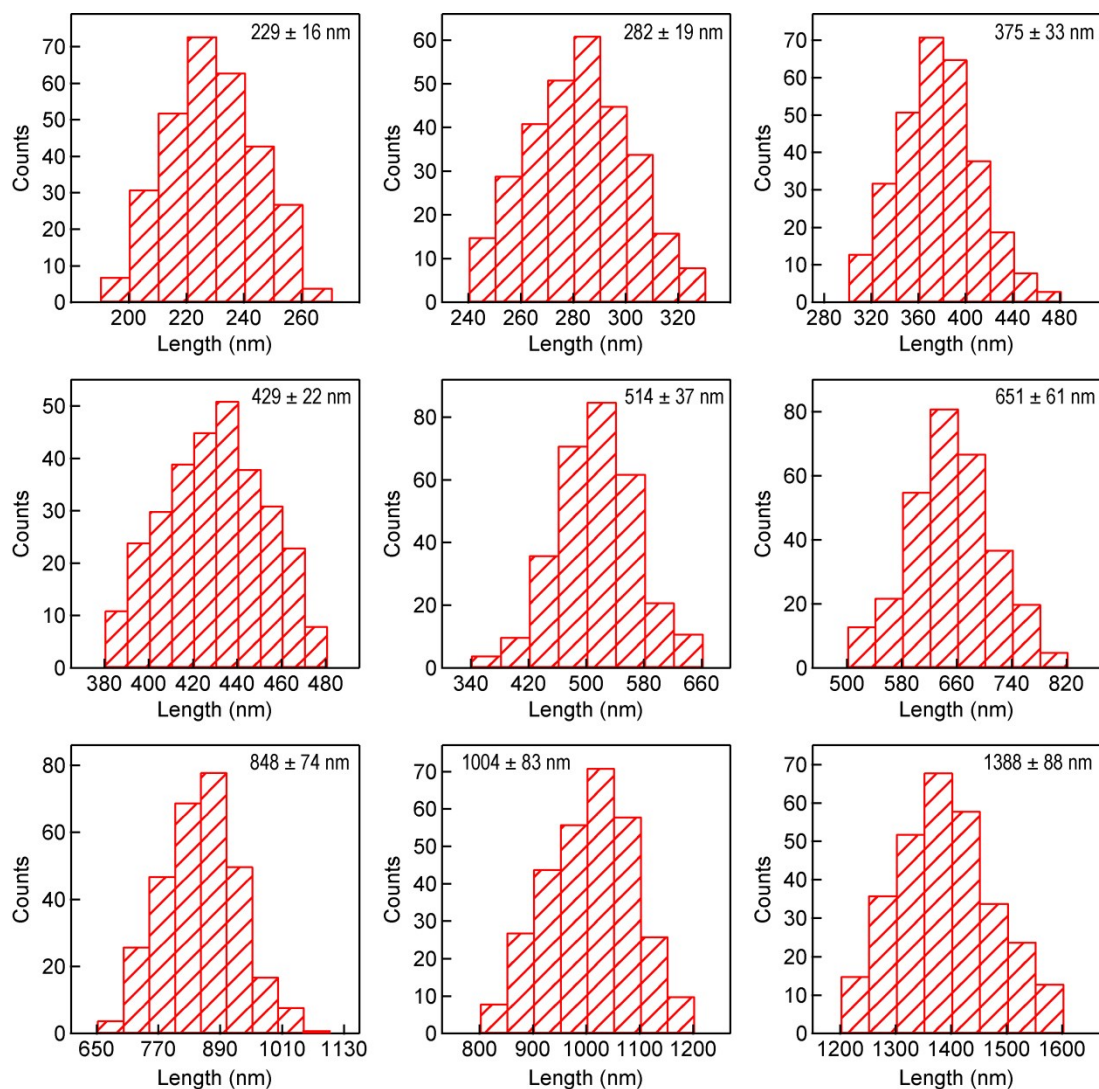 229 ± 16 nm
70
60
50
40
30
20
10
0
Counts
200 220 240 260
Length (nm)
282 ± 19 nm
60
50
40
30
20
10
0
Counts
240 260 280 300 320
Length (nm)
375 ± 33 nm
70
60
50
40
30
20
10
0
Counts
280 320 360 400 440 480
Length (nm)
429 ± 22 nm
50
40
30
20
10
0
Counts
380 400 420 440 460 480
Length (nm)
514 ± 37 nm
80
60
40
20
0
Counts
340 420 500 580 660
Length (nm)
651 ± 61 nm
80
60
40
20
0
Counts
500 580 660 740 820
Length (nm)
848 ± 74 nm
80
60
40
20
0
Counts
650 770 890 1010 1130
Length (nm)
1004 ± 83 nm
70
60
50
40
30
20
10
0
Counts
800 900 1000 1100 1200
Length (nm)
1388 ± 88 nm
70
60
50
40
30
20
10
0
Counts
1200 1300 1400 1500 1600
Length (nm)